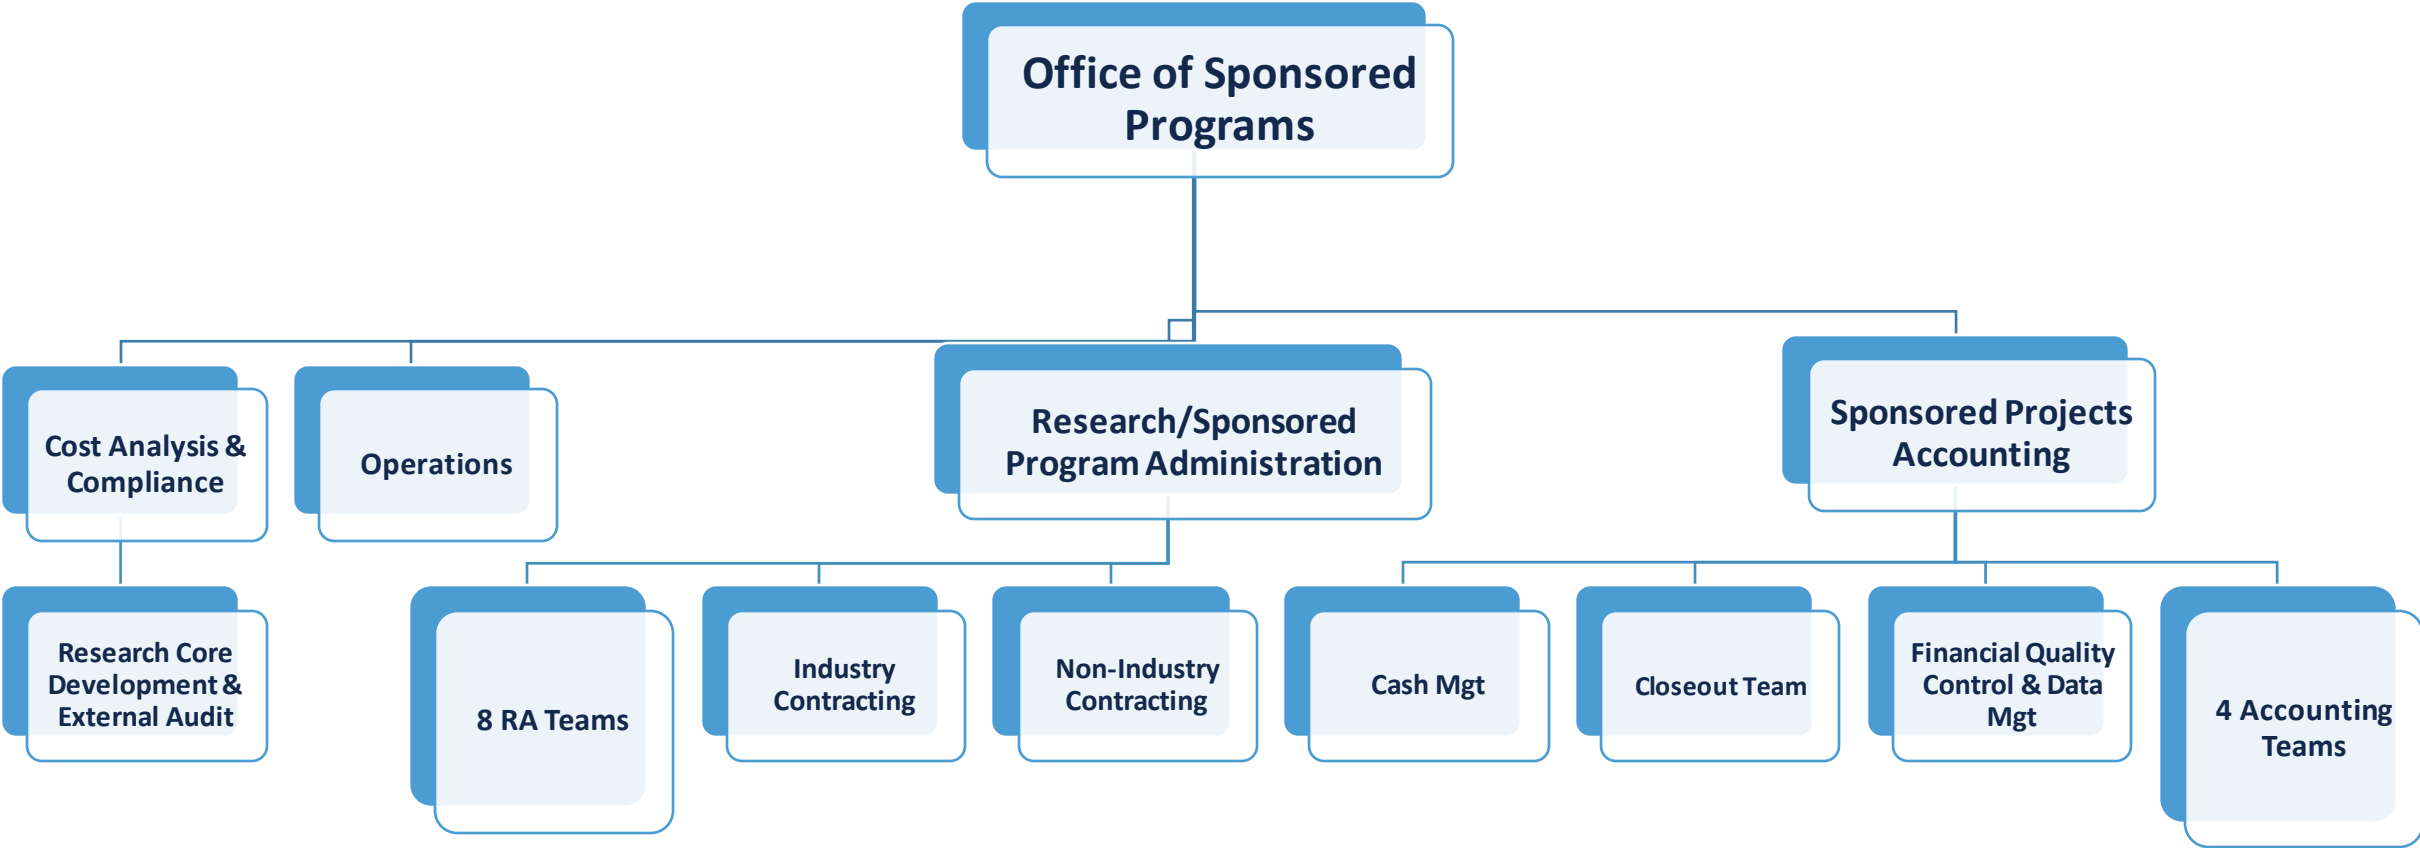 Office of Sponsored
Programs
Cost Analysis &
Compliance
Operations
Research/Sponsored
Program Administration
Sponsored Projects
Accounting
Research Core
Development &
External Audit
8 RA Teams
Industry
Contracting
Non-Industry
Contracting
Cash Mgt
Closeout Team
Financial Quality
Control & Data
Mgt
4 Accounting
Teams